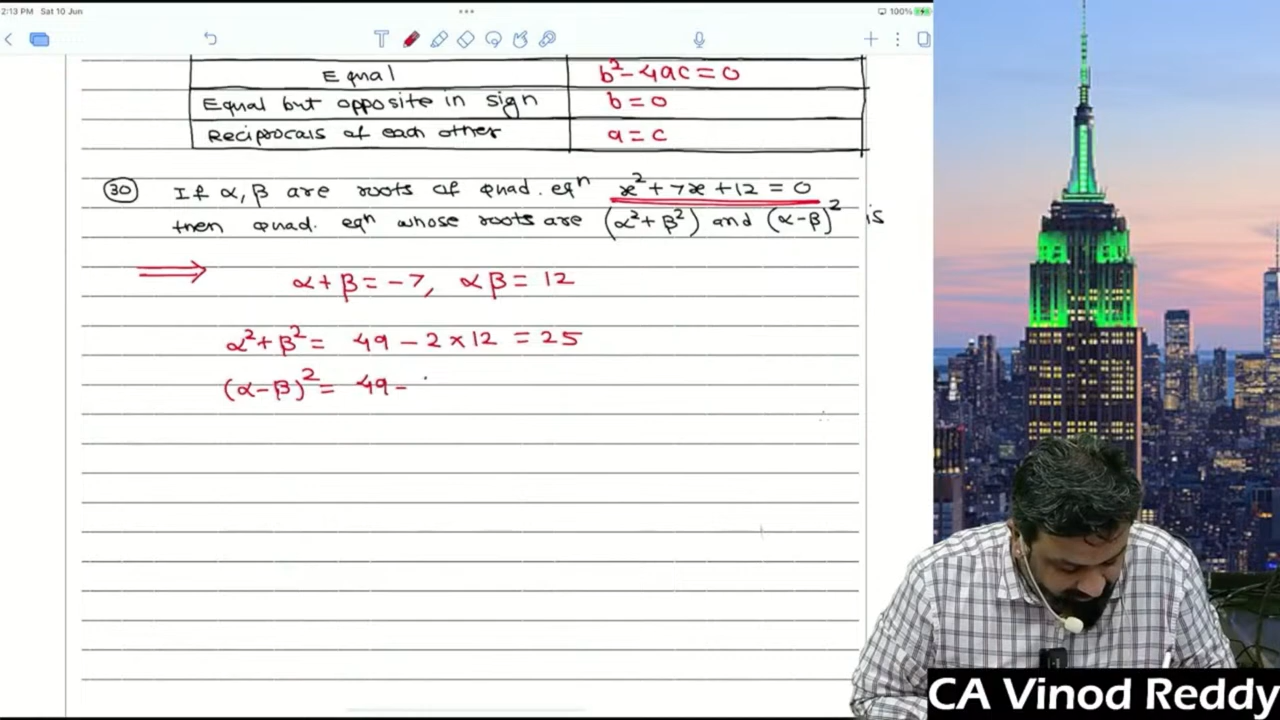 2:13 PM Sat 10 Jun
100%
Equal b² - 4ac = 0
Equal but opposite in sign b = 0
Reciprocals of each other a = c
(30) If α, β are roots of quad. eqⁿ x² + 7x + 12 = 0
then quad. eqⁿ whose roots are (α² + β²) and (α - β)² is
⟹ α + β = -7, αβ = 12
α² + β² = 49 - 2 × 12 = 25
(α - β)² = 49 -
CA Vinod Reddy